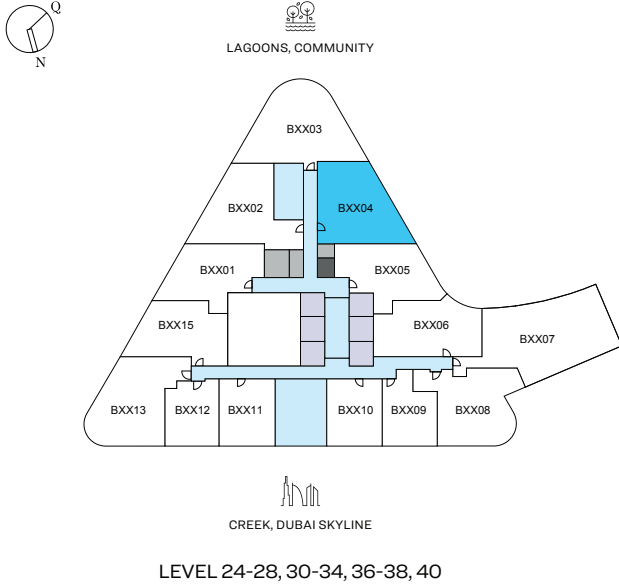 Q
N
LAGOONS, COMMUNITY
BXX03
BXX02
BXX04
BXX01
BXX05
BXX15
BXX06
BXX07
BXX13
BXX12
BXX11
BXX10
BXX09
BXX08
CREEK, DUBAI SKYLINE
LEVEL 24-28, 30-34, 36-38, 40